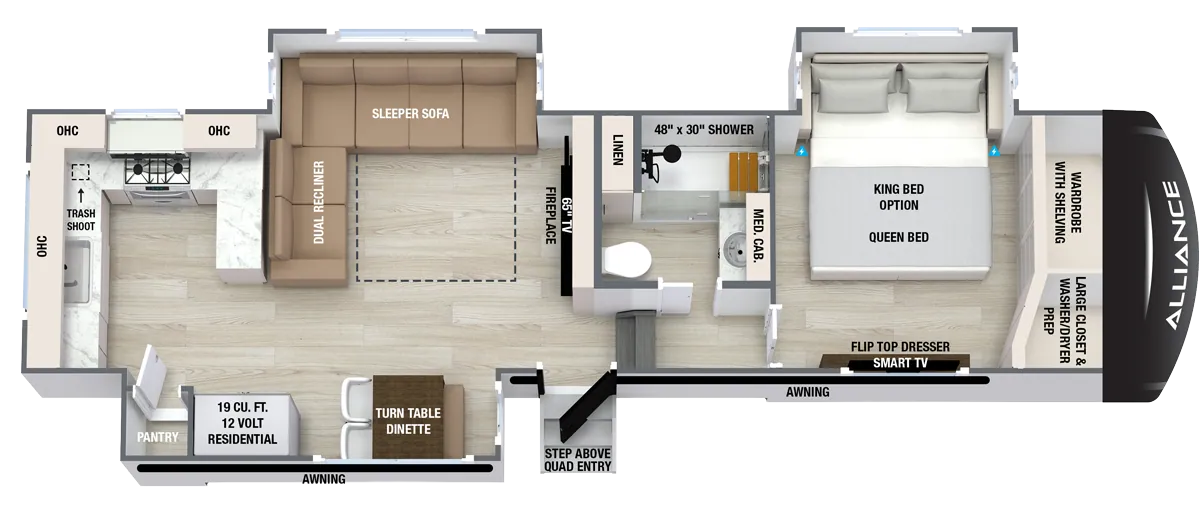 OHC
OHC
OHC
TRASH
SHOOT
SLEEPER SOFA
DUAL RECLINER
65" TV
FIREPLACE
LINEN
48" x 30" SHOWER
MED. CAB.
KING BED
OPTION
QUEEN BED
WARDROBE
WITH SHELVING
LARGE CLOSET &
WASHER/DRYER
PREP
FLIP TOP DRESSER
SMART TV
AWNING
ALLIANCE
PANTRY
19 CU. FT.
12 VOLT
RESIDENTIAL
TURN TABLE
DINETTE
STEP ABOVE
QUAD ENTRY
AWNING